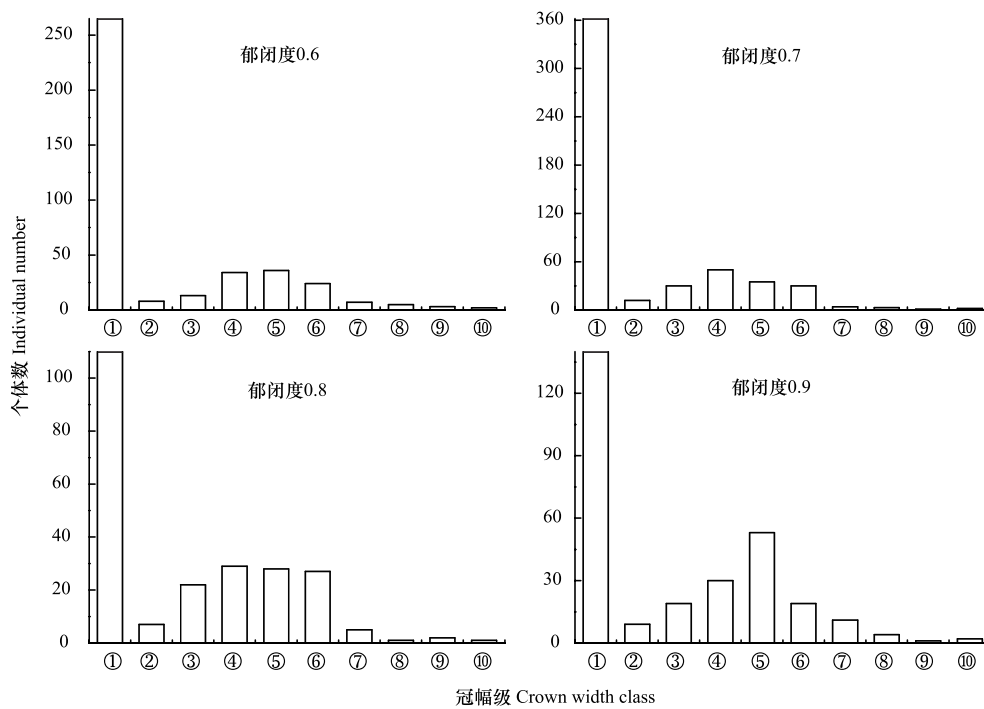 郁闭度0.6
250
200
150
100
50
0
① ② ③ ④ ⑤ ⑥ ⑦ ⑧ ⑨ ⑩
郁闭度0.7
360
300
240
180
120
60
0
① ② ③ ④ ⑤ ⑥ ⑦ ⑧ ⑨ ⑩
个体数 Individual number
郁闭度0.8
100
80
60
40
20
0
① ② ③ ④ ⑤ ⑥ ⑦ ⑧ ⑨ ⑩
郁闭度0.9
120
90
60
30
0
① ② ③ ④ ⑤ ⑥ ⑦ ⑧ ⑨ ⑩
冠幅级 Crown width class